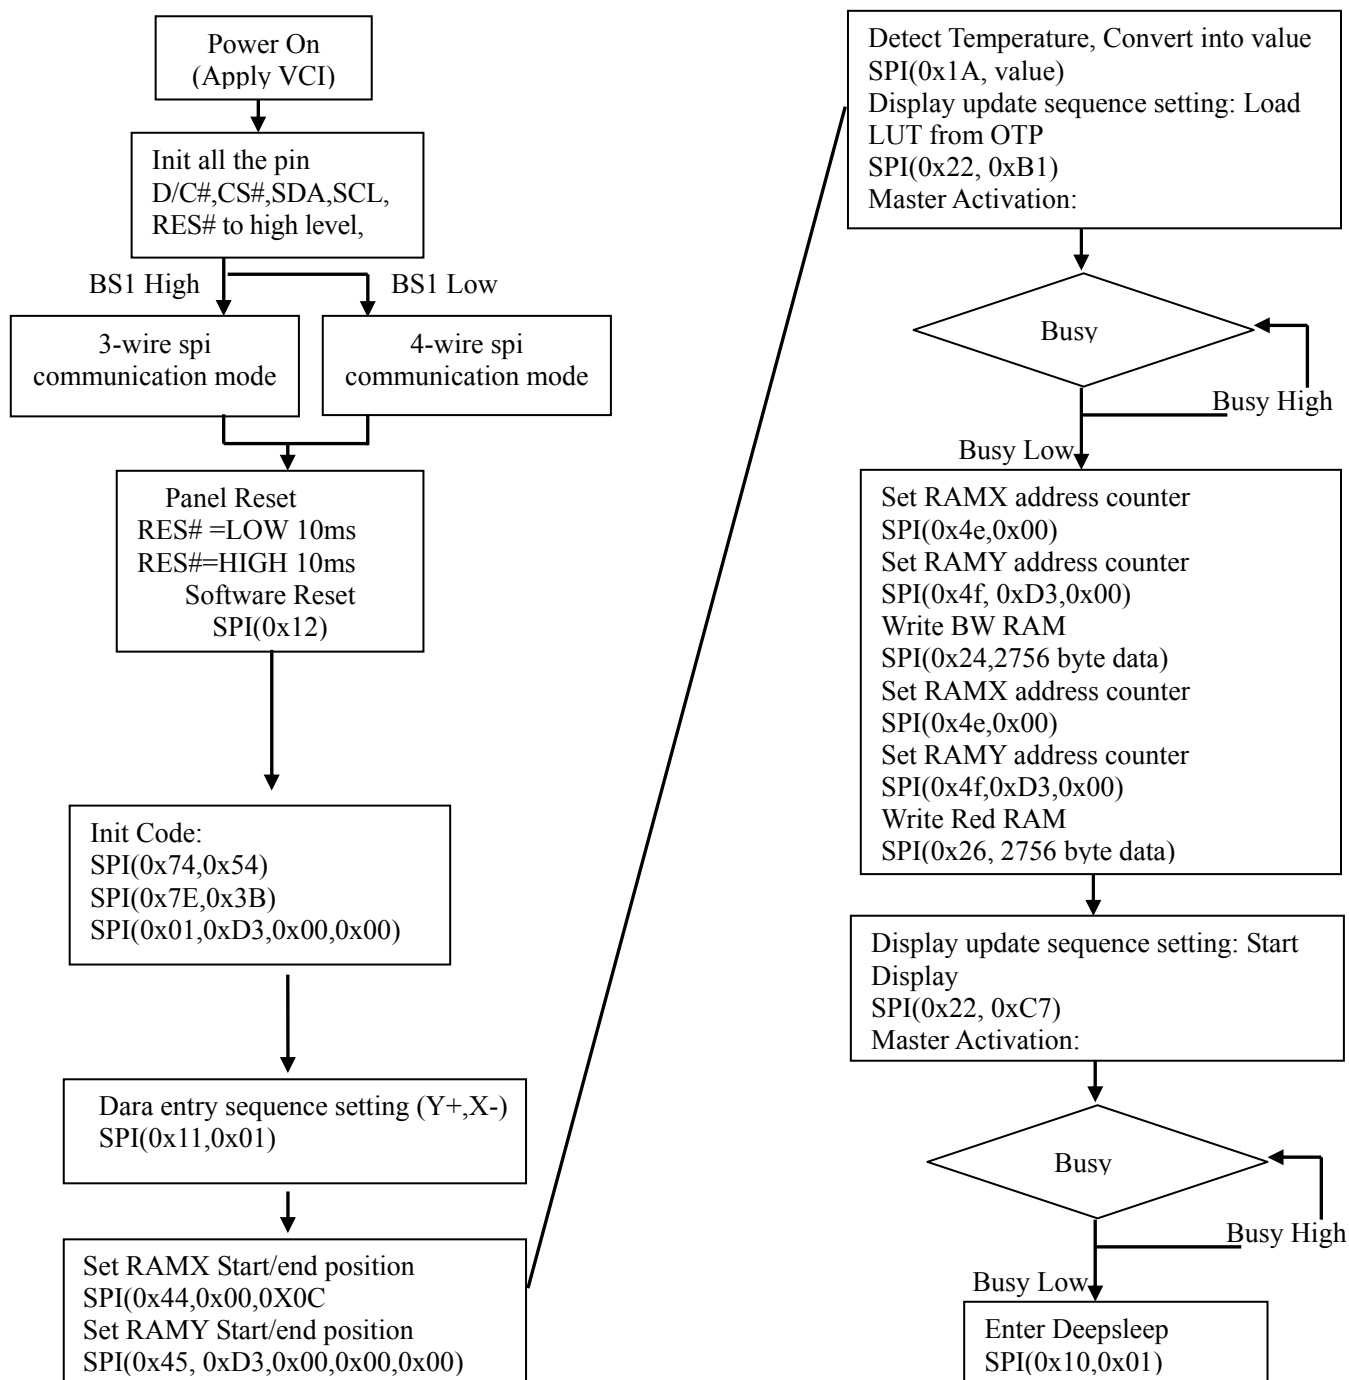 Power On
(Apply VCI)
Init all the pin
D/C#,CS#,SDA,SCL,
RES# to high level,
BS1 High
BS1 Low
3-wire spi
communication mode
4-wire spi
communication mode
Panel Reset
RES# =LOW 10ms
RES#=HIGH 10ms
Software Reset
SPI(0x12)
Init Code:
SPI(0x74,0x54)
SPI(0x7E,0x3B)
SPI(0x01,0xD3,0x00,0x00)
Dara entry sequence setting (Y+,X-)
SPI(0x11,0x01)
Set RAMX Start/end position
SPI(0x44,0x00,0X0C
Set RAMY Start/end position
SPI(0x45, 0xD3,0x00,0x00,0x00)
Detect Temperature, Convert into value
SPI(0x1A, value)
Display update sequence setting: Load
LUT from OTP
SPI(0x22, 0xB1)
Master Activation:
Busy
Busy High
Busy Low
Set RAMX address counter
SPI(0x4e,0x00)
Set RAMY address counter
SPI(0x4f, 0xD3,0x00)
Write BW RAM
SPI(0x24,2756 byte data)
Set RAMX address counter
SPI(0x4e,0x00)
Set RAMY address counter
SPI(0x4f,0xD3,0x00)
Write Red RAM
SPI(0x26, 2756 byte data)
Display update sequence setting: Start
Display
SPI(0x22, 0xC7)
Master Activation:
Busy
Busy High
Busy Low
Enter Deepsleep
SPI(0x10,0x01)